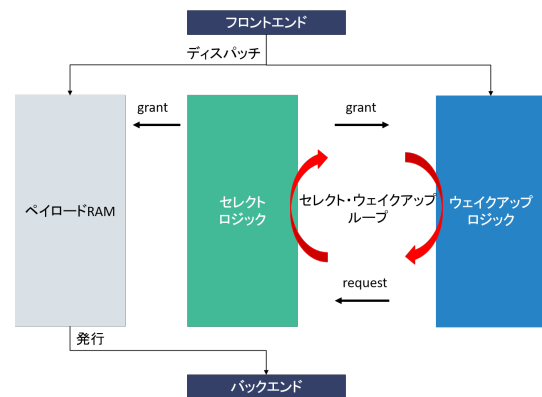 フロントエンド
ディスパッチ
grant
grant
ペイロードRAM
セレクト
ロジック
セレクト・ウェイクアップ
ループ
ウェイクアップ
ロジック
request
発行
バックエンド